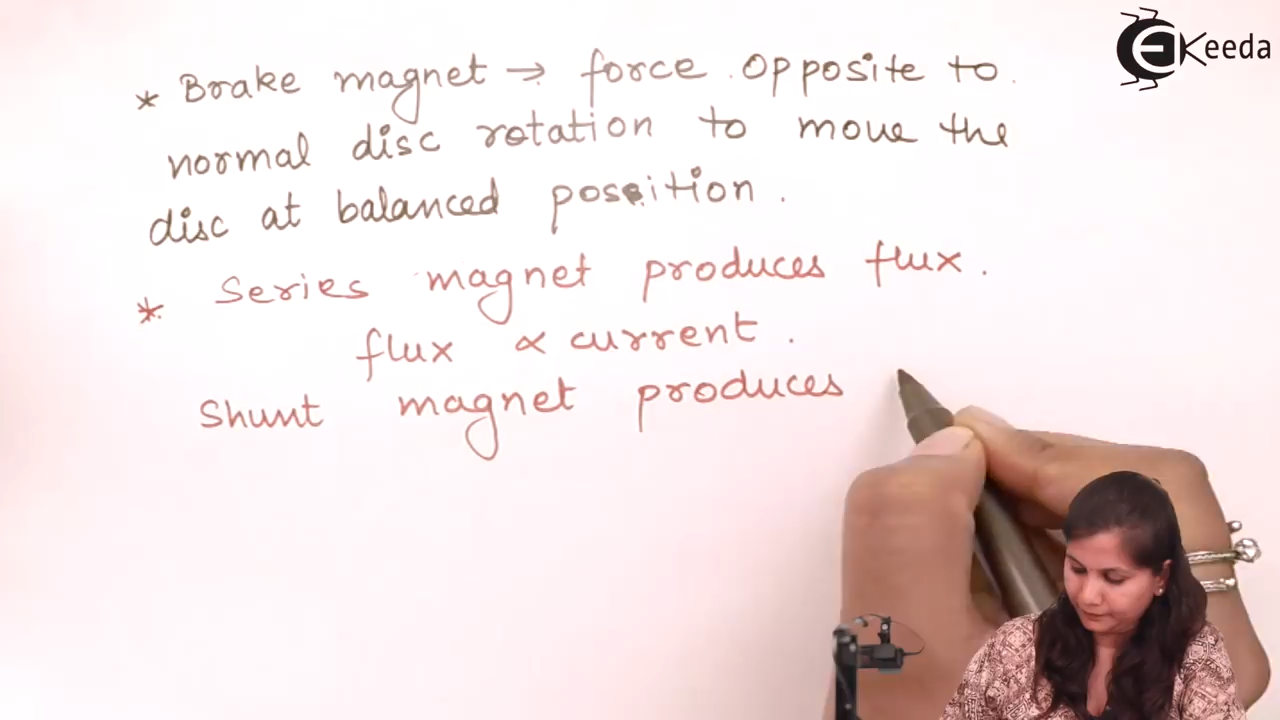 EKeeda
* Brake magnet → force opposite to.
normal disc rotation to move the
disc at balanced position.
* Series magnet produces flux.
flux ∝ current.
Shunt magnet produces